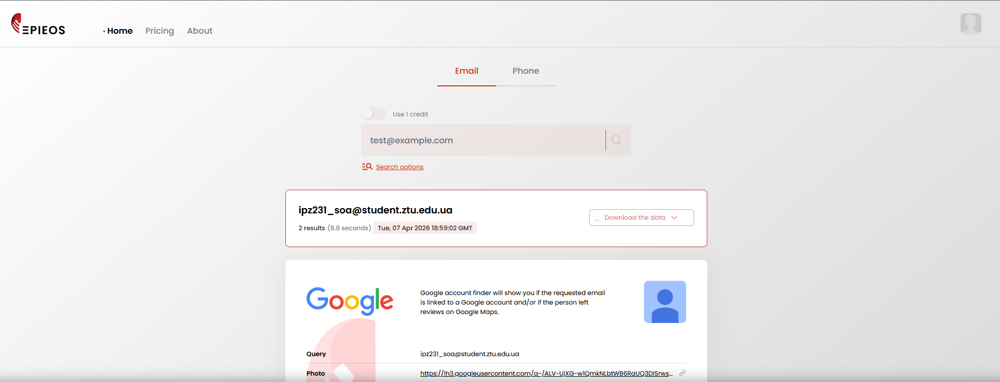 EPIEOS
Home Pricing About
Email Phone
Use 1 credit
test@example.com
Search options
ipz231_soa@student.ztu.edu.ua
2 results (8.8 seconds) Tue, 07 Apr 2026 18:59:02 GMT
Download the data
Google
Google account finder will show you if the requested email
is linked to a Google account and/or if the person left
reviews on Google Maps.
Query ipz231_soa@student.ztu.edu.ua
Photo https://lh3.googleusercontent.com/a-/ALV-UjXG-w1QmkNLbtWB6RaUQ3DISrws...